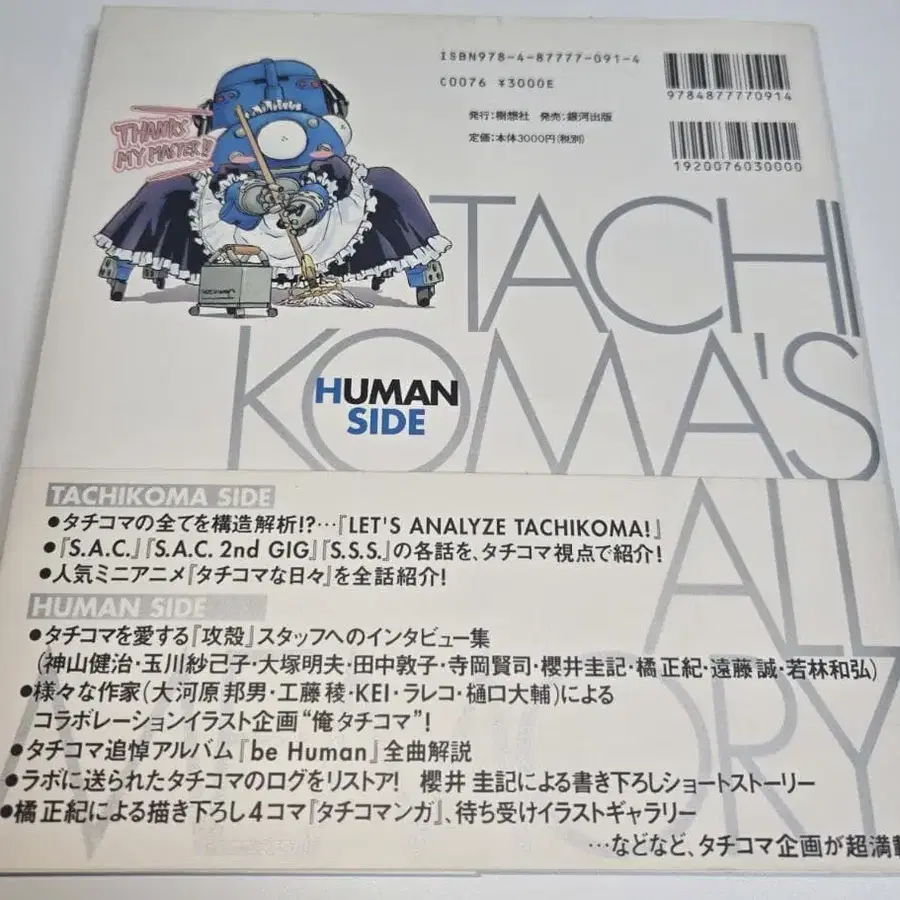 ISBN978-4-87777-091-4
C0076 ¥3000E
発行:樹想社 発売:銀河出版
定価:本体3000円(税別)
9784877770914
1920076030000
THANKS
MY MASTER!!
TACHI
KOMA'S
ALL
MEMORY
HUMAN
SIDE
TACHIKOMA SIDE
●タチコマの全てを構造解析!?…『LET'S ANALYZE TACHIKOMA!』
●『S.A.C.』『S.A.C. 2nd GIG』『S.S.S.』の各話を、タチコマ視点で紹介!
●人気ミニアニメ『タチコマな日々』を全話紹介!
HUMAN SIDE
●タチコマを愛する『攻殻』スタッフへのインタビュー集
(神山健治・玉川紗己子・大塚明夫・田中敦子・寺岡賢司・櫻井圭記・橘 正紀・遠藤 誠・若林和弘)
●様々な作家(大河原邦男・工藤 稜・KEI・ラレコ・樋口大輔)による
コラボレーションイラスト企画“俺タチコマ”!
●タチコマ追悼アルバム『be Human』全曲解説
●ラボに送られたタチコマのログをリストア! 櫻井 圭記による書き下ろしショートストーリー
●橘 正紀による描き下ろし4コマ『タチコマンガ』、待ち受けイラストギャラリー
…などなど、タチコマ企画が超満載